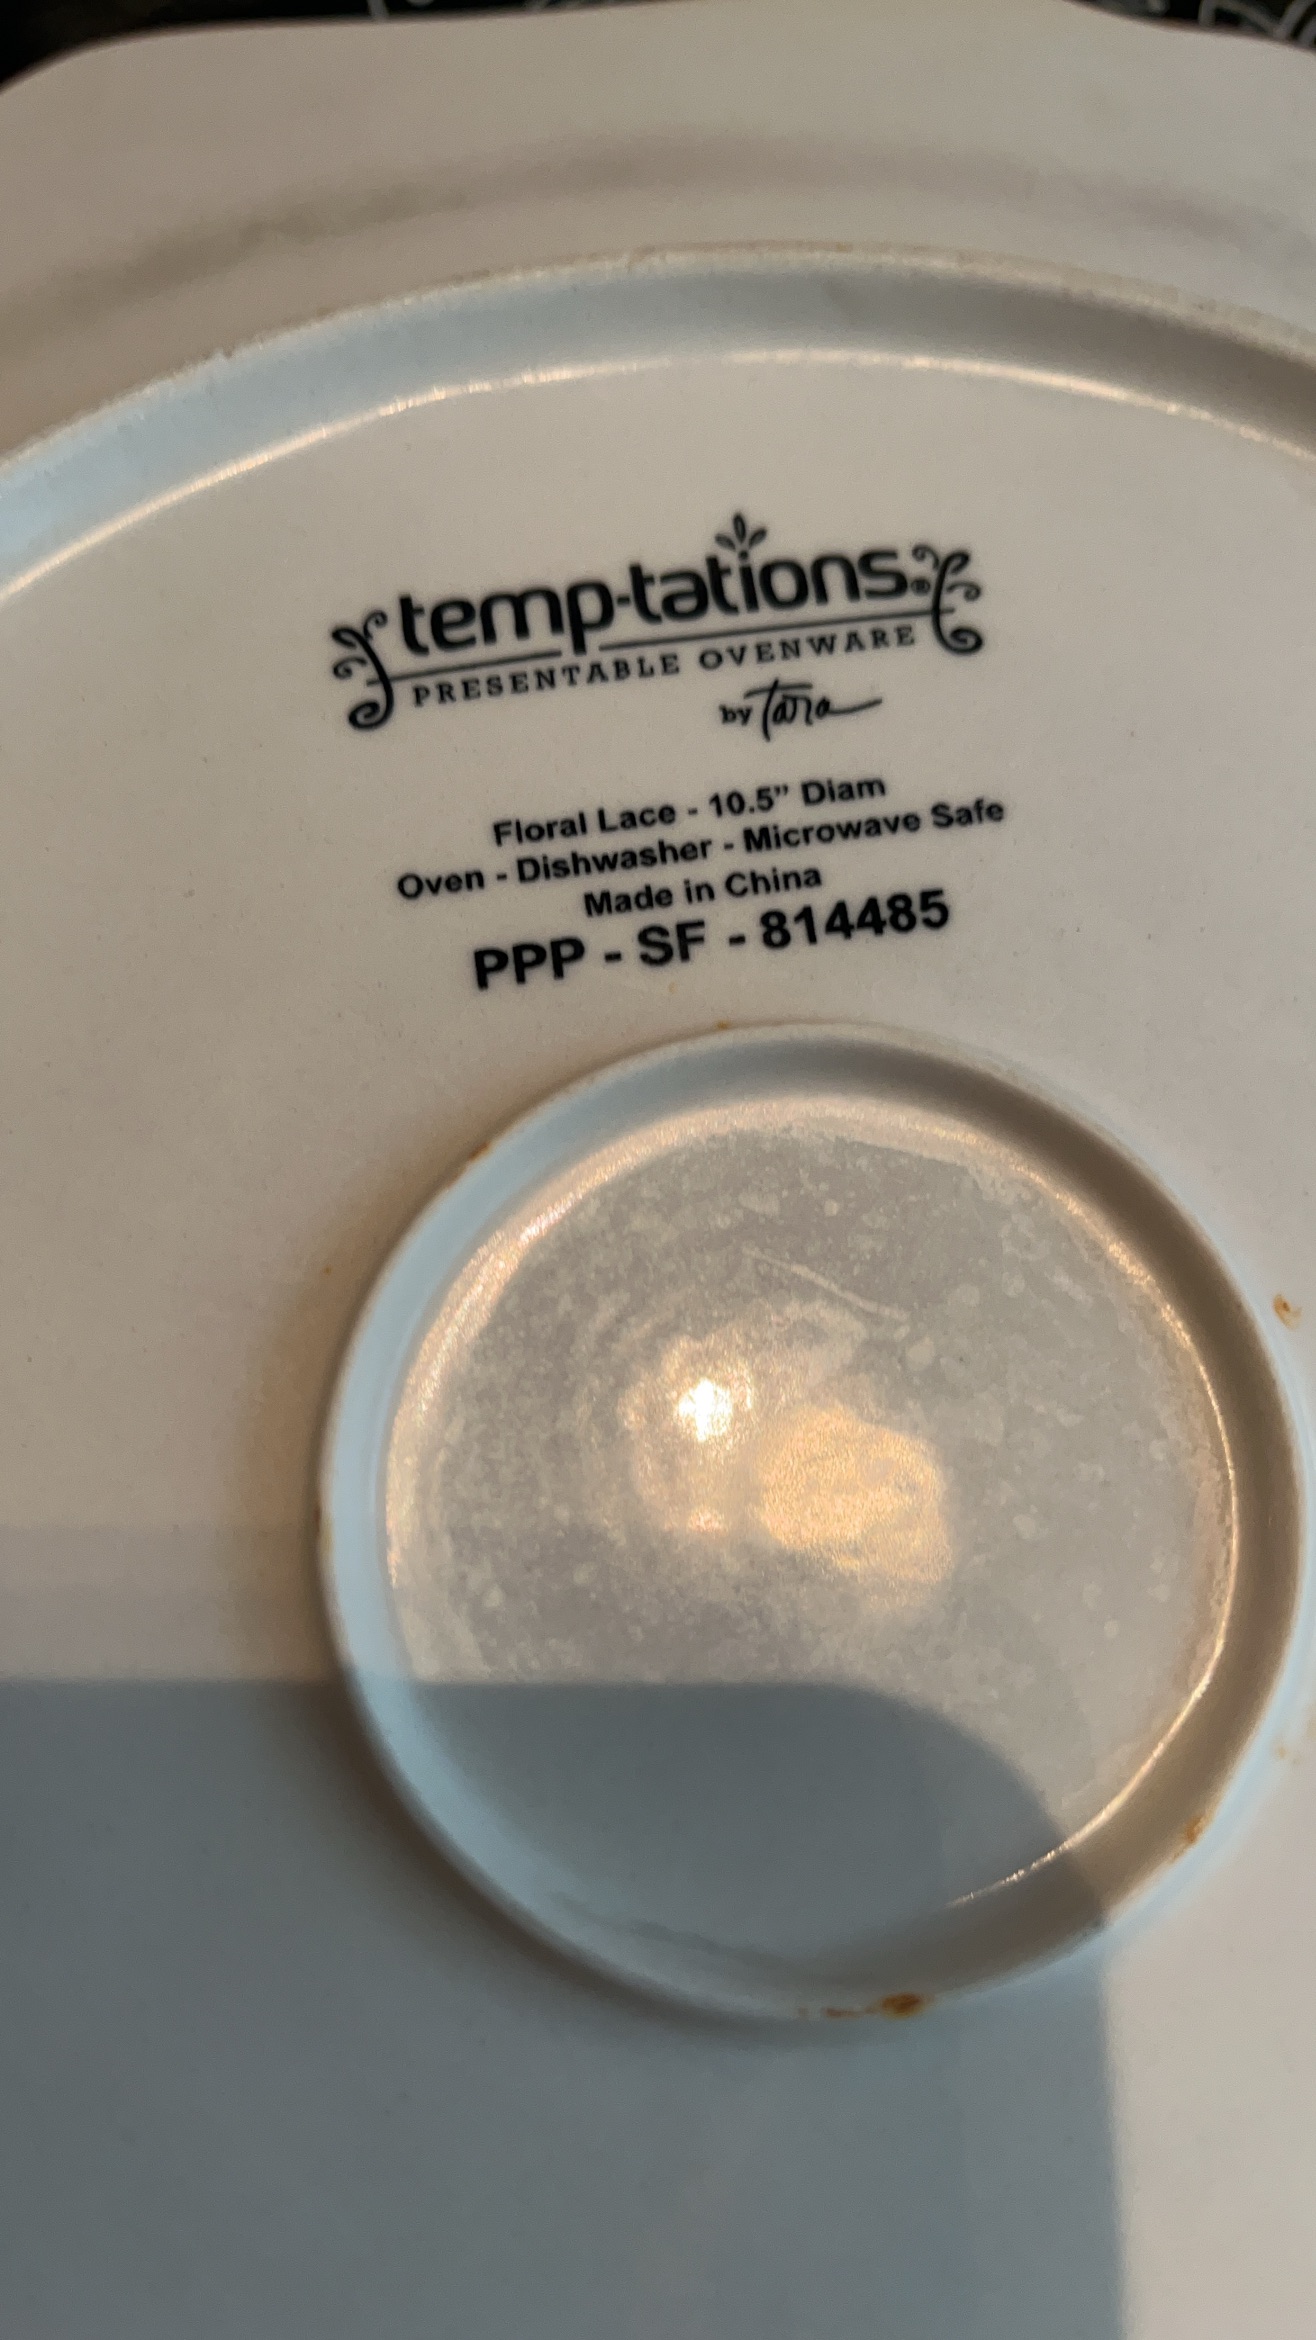 temp-tations®
PRESENTABLE OVENWARE
by Tara
Floral Lace - 10.5” Diam
Oven - Dishwasher - Microwave Safe
Made in China
PPP - SF - 814485